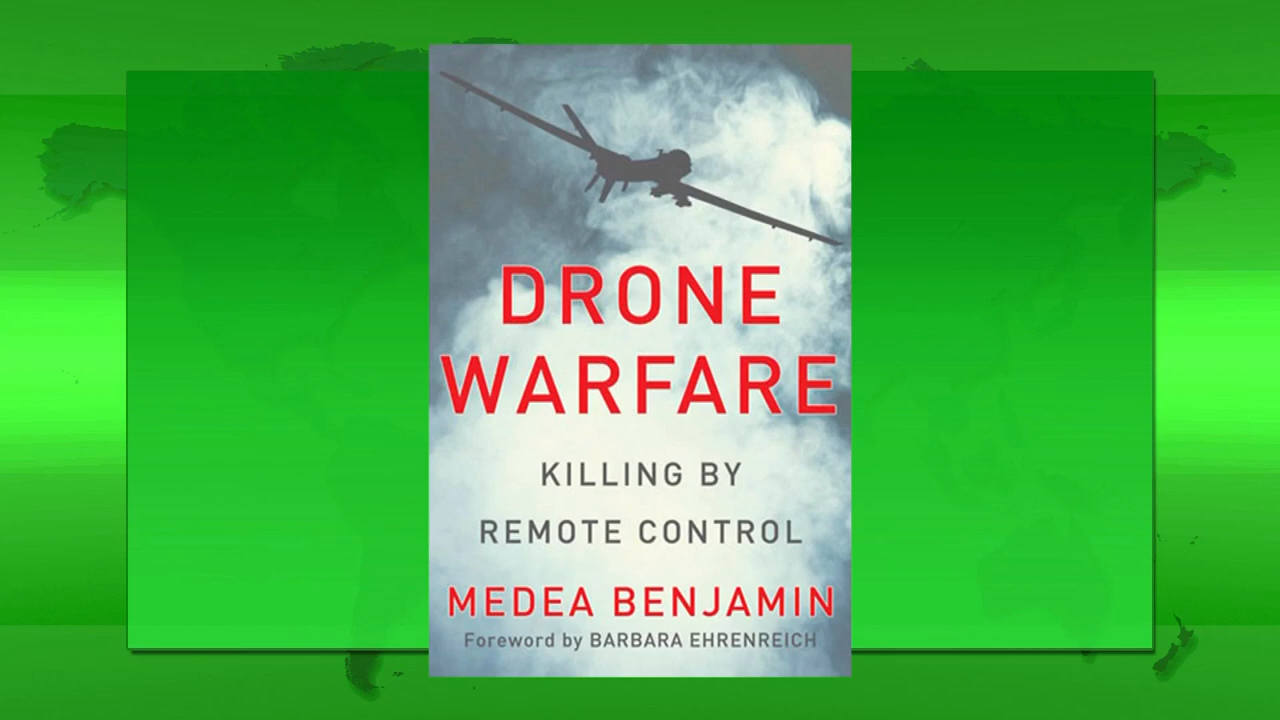 DRONE
WARFARE
KILLING BY
REMOTE CONTROL
MEDEA BENJAMIN
Foreword by BARBARA EHRENREICH